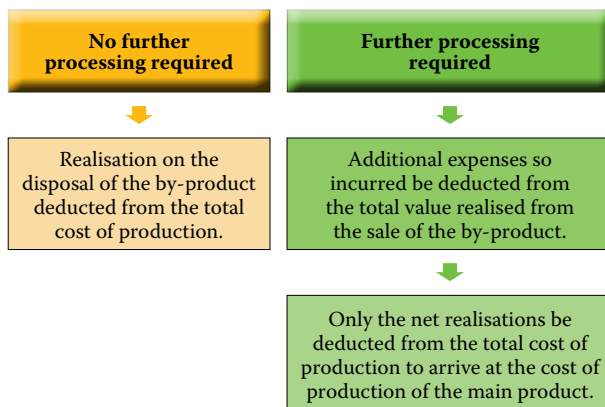 No further
processing required
Realisation on the
disposal of the by-product
deducted from the total
cost of production.
Further processing
required
Additional expenses so
incurred be deducted from
the total value realised from
the sale of the by-product.
Only the net realisations be
deducted from the total cost of
production to arrive at the cost of
production of the main product.